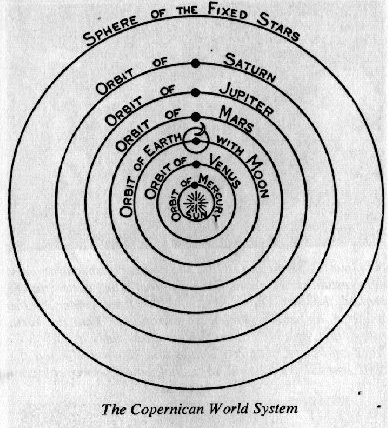 SPHERE OF THE FIXED STARS
ORBIT OF SATURN
ORBIT OF JUPITER
ORBIT OF MARS
ORBIT OF EARTH WITH MOON
ORBIT OF VENUS
ORBIT OF MERCURY
SUN
The Copernican World System